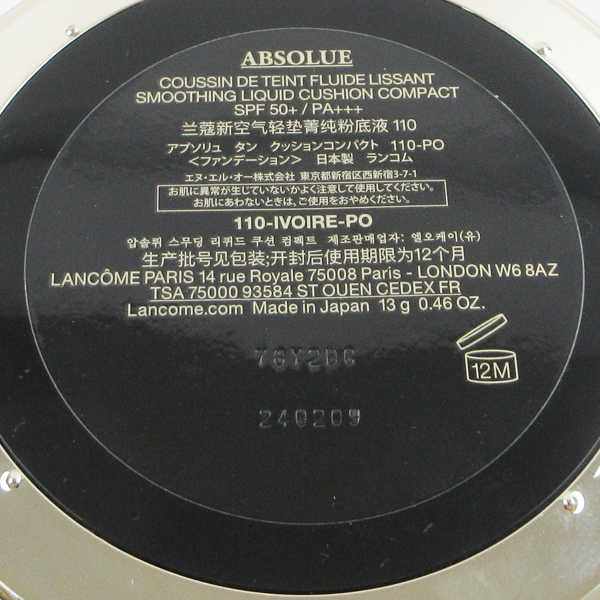 ABSOLUE
COUSSIN DE TEINT FLUIDE LISSANT
SMOOTHING LIQUID CUSHION COMPACT
SPF 50+ / PA+++
兰蔻新空气轻垫菁纯粉底液 110
アプソリュ タン クッションコンパクト 110-PO
＜ファンデーション＞ 日本製 ランコム
エヌ・エル・オー株式会社 東京都新宿区西新宿3-7-1
お肌に異常が生じていないかよく注意して使用してください。
お肌にあわないときは、ご使用をおやめください。
110-IVOIRE-PO
압솔뤼 스무딩 리퀴드 쿠션 컴팩트 제조판매업자: 엘오케이(유)
生产批号见包装;开封后使用期限为12个月
LANCÔME PARIS 14 rue Royale 75008 Paris - LONDON W6 8AZ
TSA 75000 93584 ST OUEN CEDEX FR
Lancome.com Made in Japan 13 g 0.46 OZ.
12M
240209